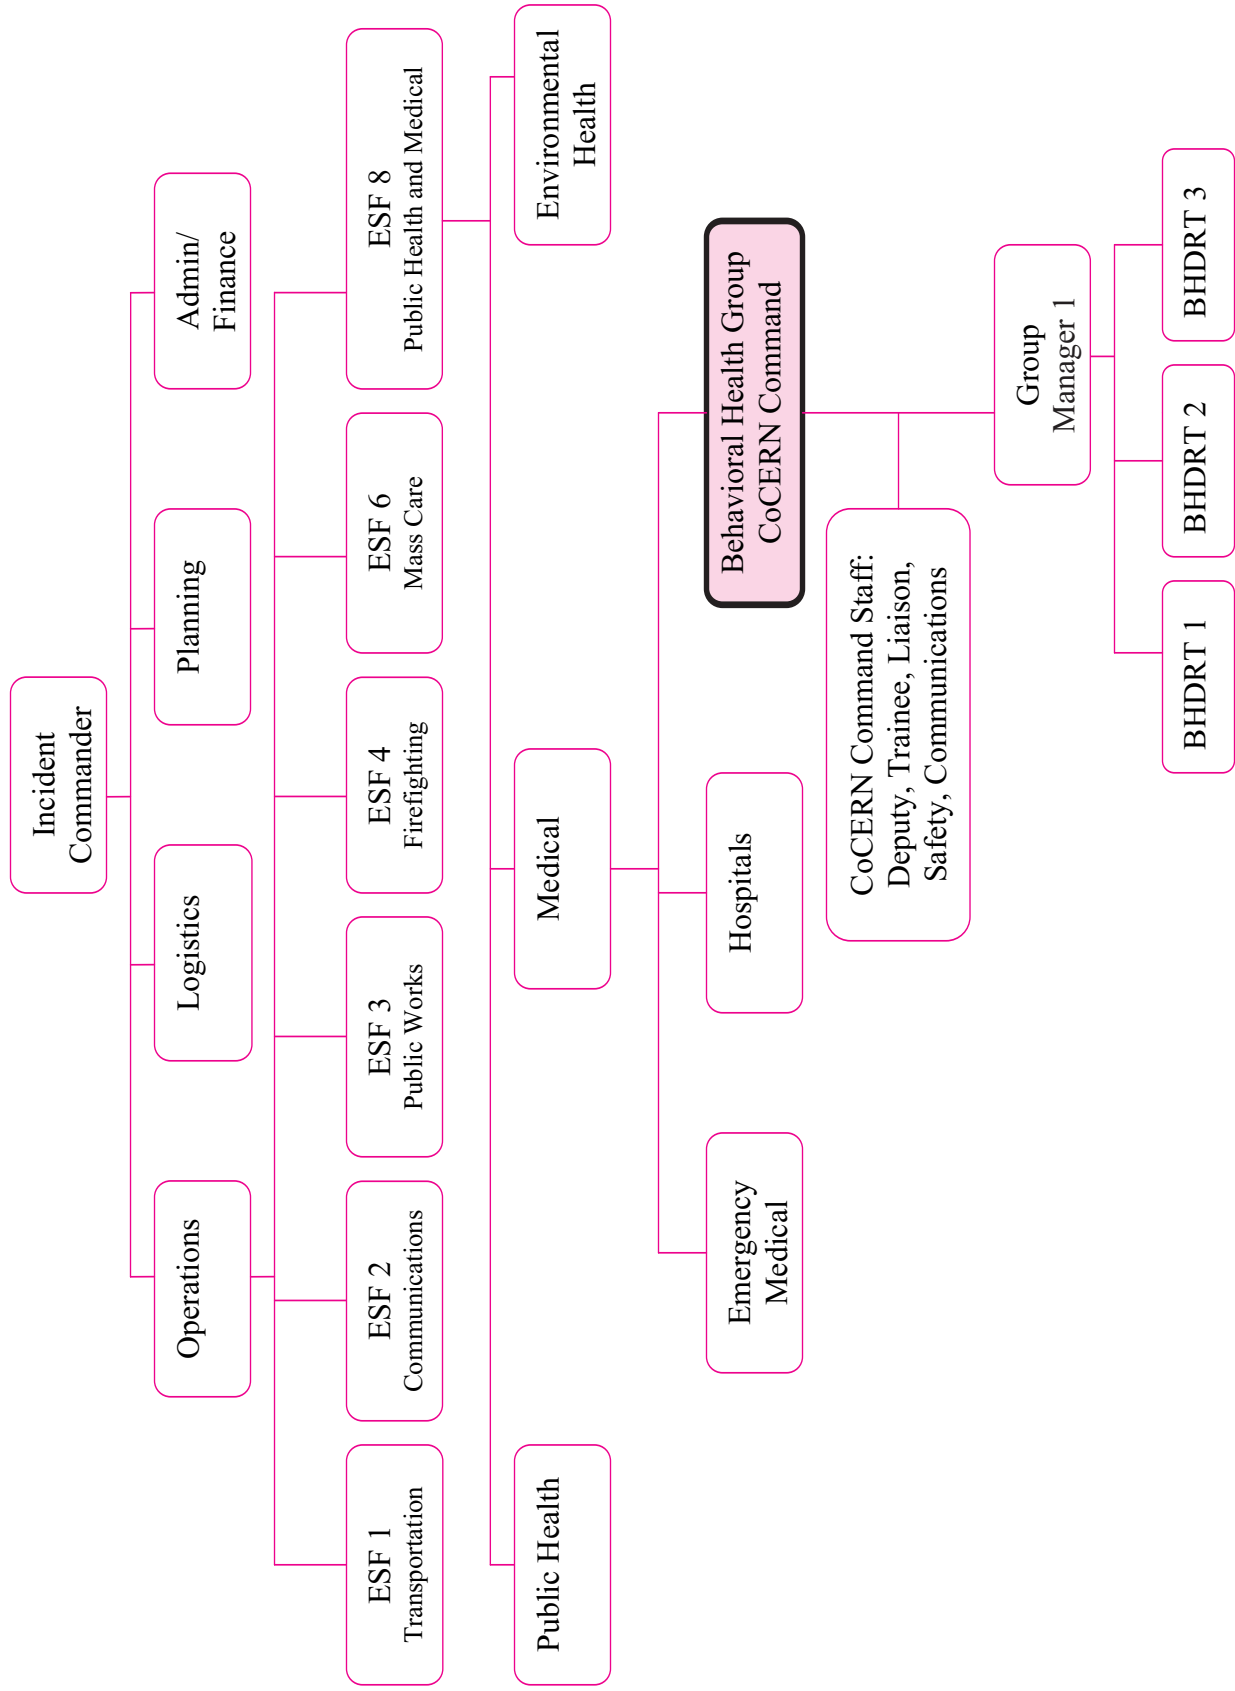 Incident
Commander
Operations
Logistics
Planning
Admin/
Finance
ESF 1
Transportation
ESF 2
Communications
ESF 3
Public Works
ESF 4
Firefighting
ESF 6
Mass Care
ESF 8
Public Health and Medical
Public Health
Medical
Environmental
Health
Emergency
Medical
Hospitals
Behavioral Health Group
CoCERN Command
CoCERN Command Staff:
Deputy, Trainee, Liaison,
Safety, Communications
Group
Manager 1
BHDRT 1
BHDRT 2
BHDRT 3